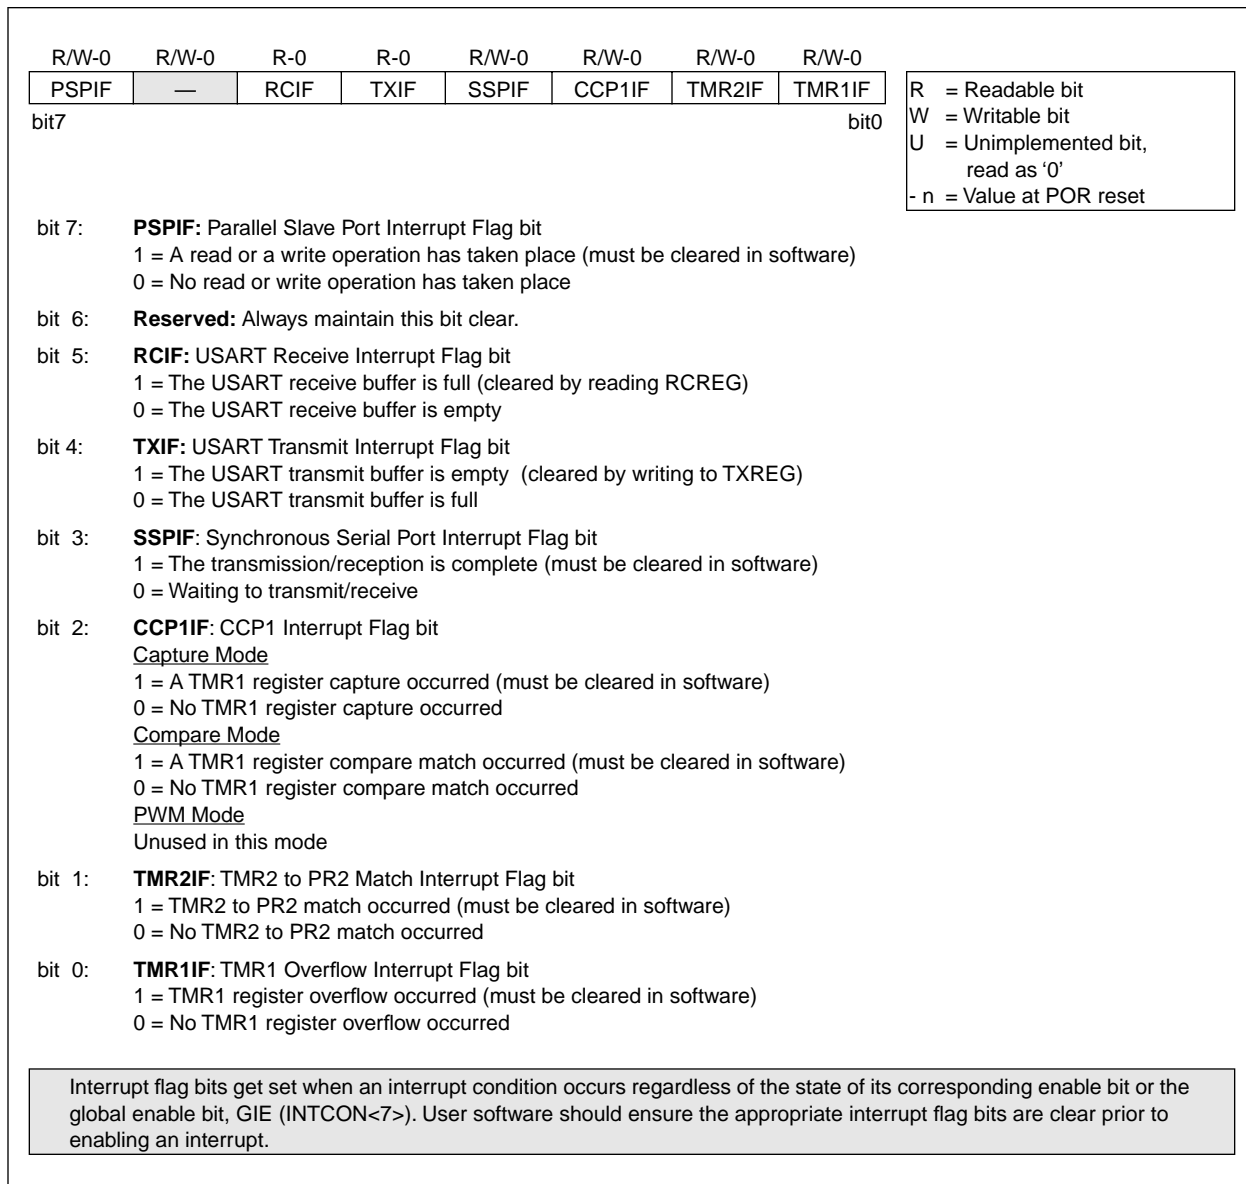 R/W-0 R/W-0 R-0 R-0 R/W-0 R/W-0 R/W-0 R/W-0
PSPIF — RCIF TXIF SSPIF CCP1IF TMR2IF TMR1IF
bit7 bit0
R = Readable bit
W = Writable bit
U = Unimplemented bit,
read as ‘0’
- n = Value at POR reset
bit 7: PSPIF: Parallel Slave Port Interrupt Flag bit
1 = A read or a write operation has taken place (must be cleared in software)
0 = No read or write operation has taken place
bit 6: Reserved: Always maintain this bit clear.
bit 5: RCIF: USART Receive Interrupt Flag bit
1 = The USART receive buffer is full (cleared by reading RCREG)
0 = The USART receive buffer is empty
bit 4: TXIF: USART Transmit Interrupt Flag bit
1 = The USART transmit buffer is empty (cleared by writing to TXREG)
0 = The USART transmit buffer is full
bit 3: SSPIF: Synchronous Serial Port Interrupt Flag bit
1 = The transmission/reception is complete (must be cleared in software)
0 = Waiting to transmit/receive
bit 2: CCP1IF: CCP1 Interrupt Flag bit
Capture Mode
1 = A TMR1 register capture occurred (must be cleared in software)
0 = No TMR1 register capture occurred
Compare Mode
1 = A TMR1 register compare match occurred (must be cleared in software)
0 = No TMR1 register compare match occurred
PWM Mode
Unused in this mode
bit 1: TMR2IF: TMR2 to PR2 Match Interrupt Flag bit
1 = TMR2 to PR2 match occurred (must be cleared in software)
0 = No TMR2 to PR2 match occurred
bit 0: TMR1IF: TMR1 Overflow Interrupt Flag bit
1 = TMR1 register overflow occurred (must be cleared in software)
0 = No TMR1 register overflow occurred
Interrupt flag bits get set when an interrupt condition occurs regardless of the state of its corresponding enable bit or the
global enable bit, GIE (INTCON<7>). User software should ensure the appropriate interrupt flag bits are clear prior to
enabling an interrupt.